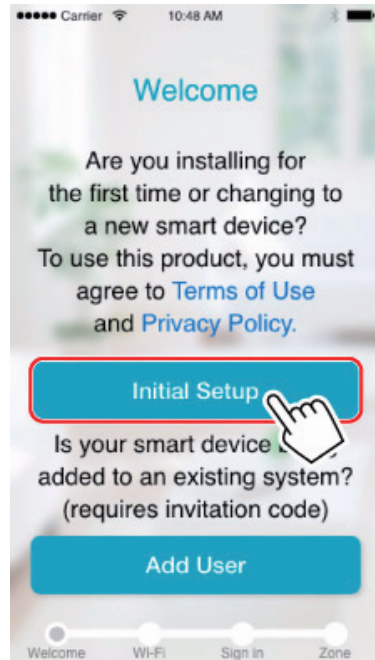 Carrier 10:48 AM
Welcome
Are you installing for
the first time or changing to
a new smart device?
To use this product, you must
agree to Terms of Use
and Privacy Policy.
Initial Setup
Is your smart device
added to an existing system?
(requires invitation code)
Add User
Welcome Wi-Fi Sign in Zone